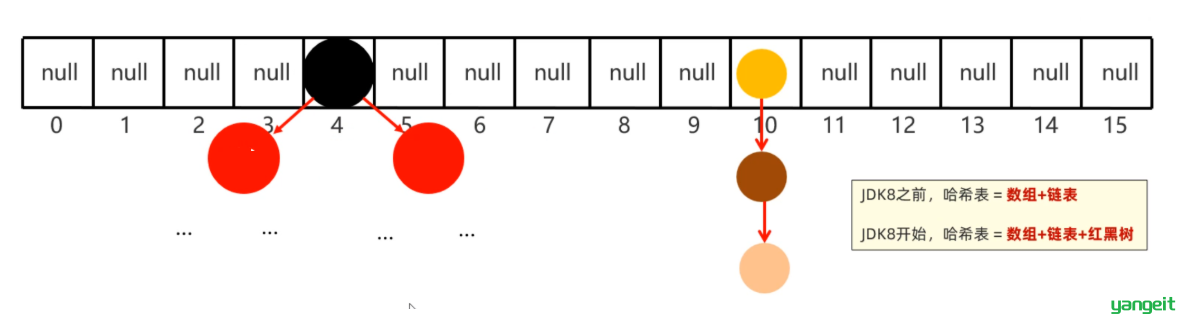 null null null null null null null null null null null null null null
0 1 2 3 4 5 6 7 8 9 10 11 12 13 14 15
JDK8之前，哈希表 = 数组+链表
... ... ... ...
JDK8开始，哈希表 = 数组+链表+红黑树
yangeit